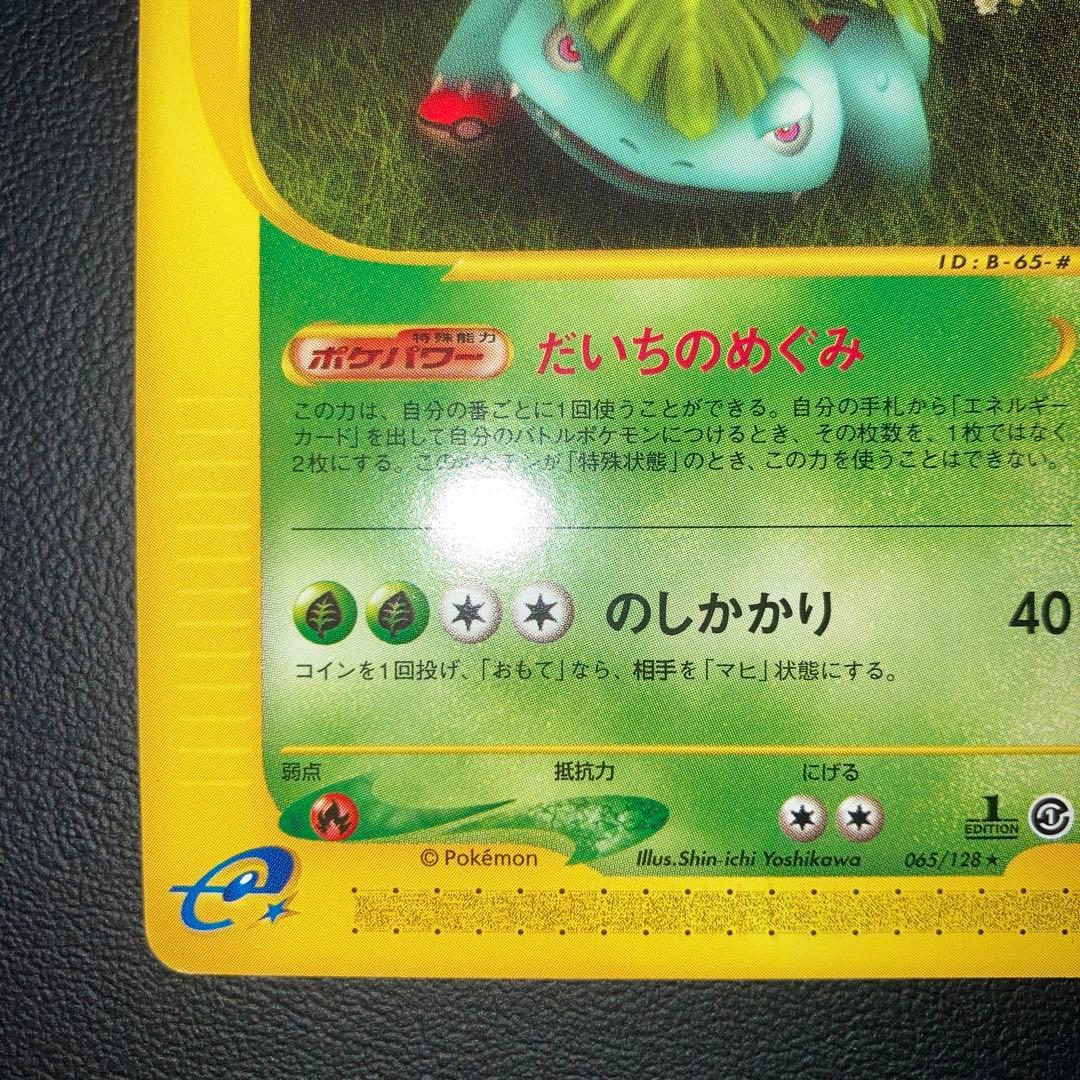 ID:B-65-#
特殊能力
ポケパワー だいちのめぐみ
この力は、自分の番ごとに1回使うことができる。自分の手札から「エネルギー
カード」を出して自分のバトルポケモンにつけるとき、その枚数を、1枚ではなく
2枚にする。このポケモンが「特殊状態」のとき、この力を使うことはできない。
のしかかり 40
コインを1回投げ、「おもて」なら、相手を「マヒ」状態にする。
弱点 抵抗力 にげる
1 EDITION
© Pokémon Illus.Shin-ichi Yoshikawa 065/128★
e